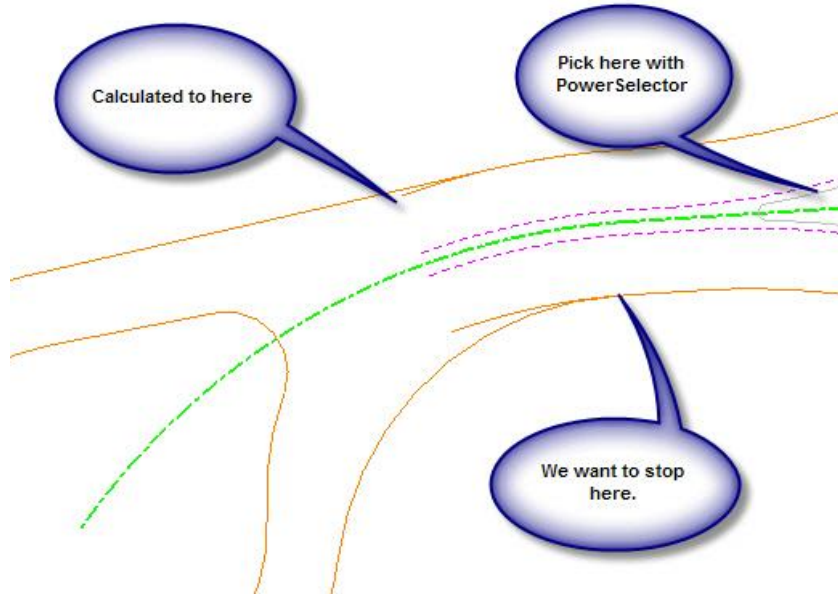 Calculated to here
Pick here with
PowerSelector
We want to stop
here.